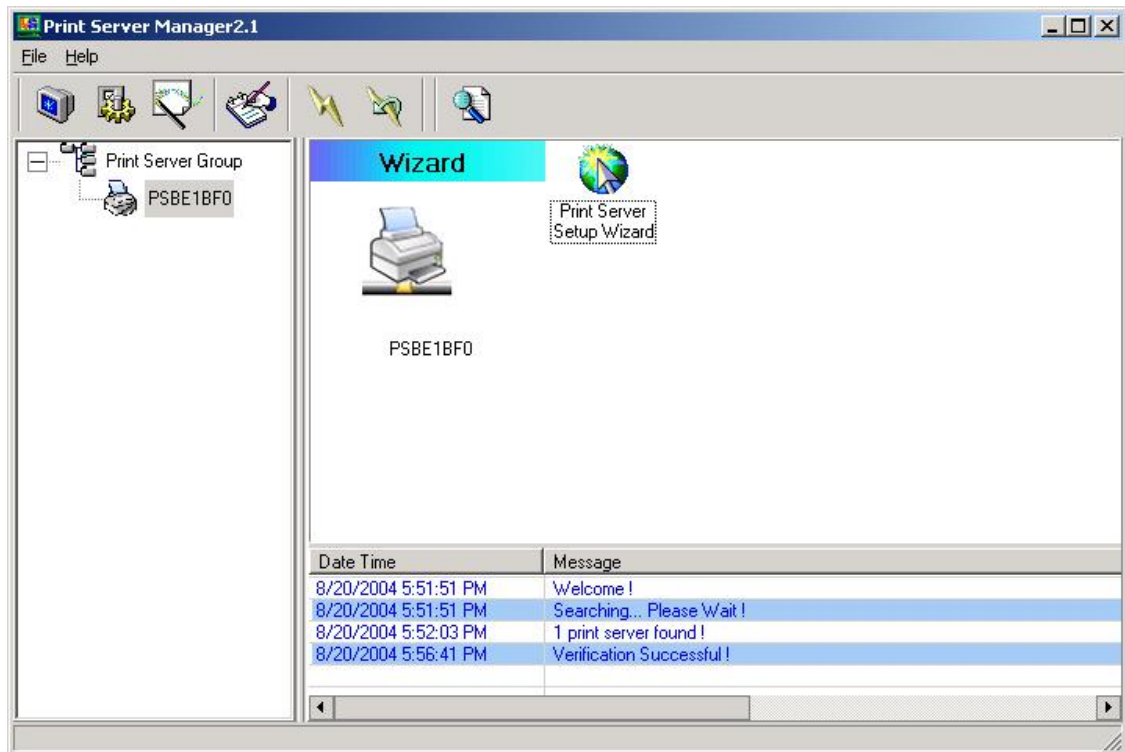 Print Server Manager2.1
File Help
Print Server Group
PSBE1BF0
Wizard
PSBE1BF0
Print Server
Setup Wizard
Date Time Message
8/20/2004 5:51:51 PM Welcome !
8/20/2004 5:51:51 PM Searching... Please Wait !
8/20/2004 5:52:03 PM 1 print server found !
8/20/2004 5:56:41 PM Verification Successful !